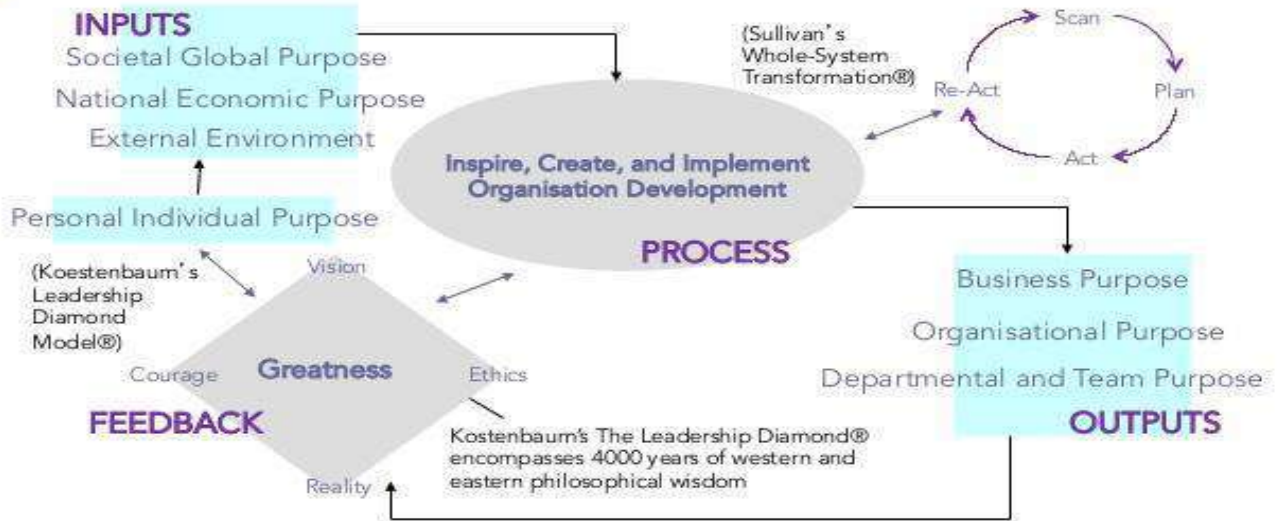 INPUTS
Societal Global Purpose
National Economic Purpose
External Environment
Personal Individual Purpose
(Koestenbaum's
Leadership
Diamond
Model®)
Inspire, Create, and Implement
Organisation Development
PROCESS
(Sullivan's
Whole-System
Transformation®)
Scan
Plan
Act
Re-Act
Business Purpose
Organisational Purpose
Departmental and Team Purpose
OUTPUTS
Vision
Courage
Greatness
Ethics
FEEDBACK
Reality
Kostenbaum's The Leadership Diamond®
encompasses 4000 years of western and
eastern philosophical wisdom